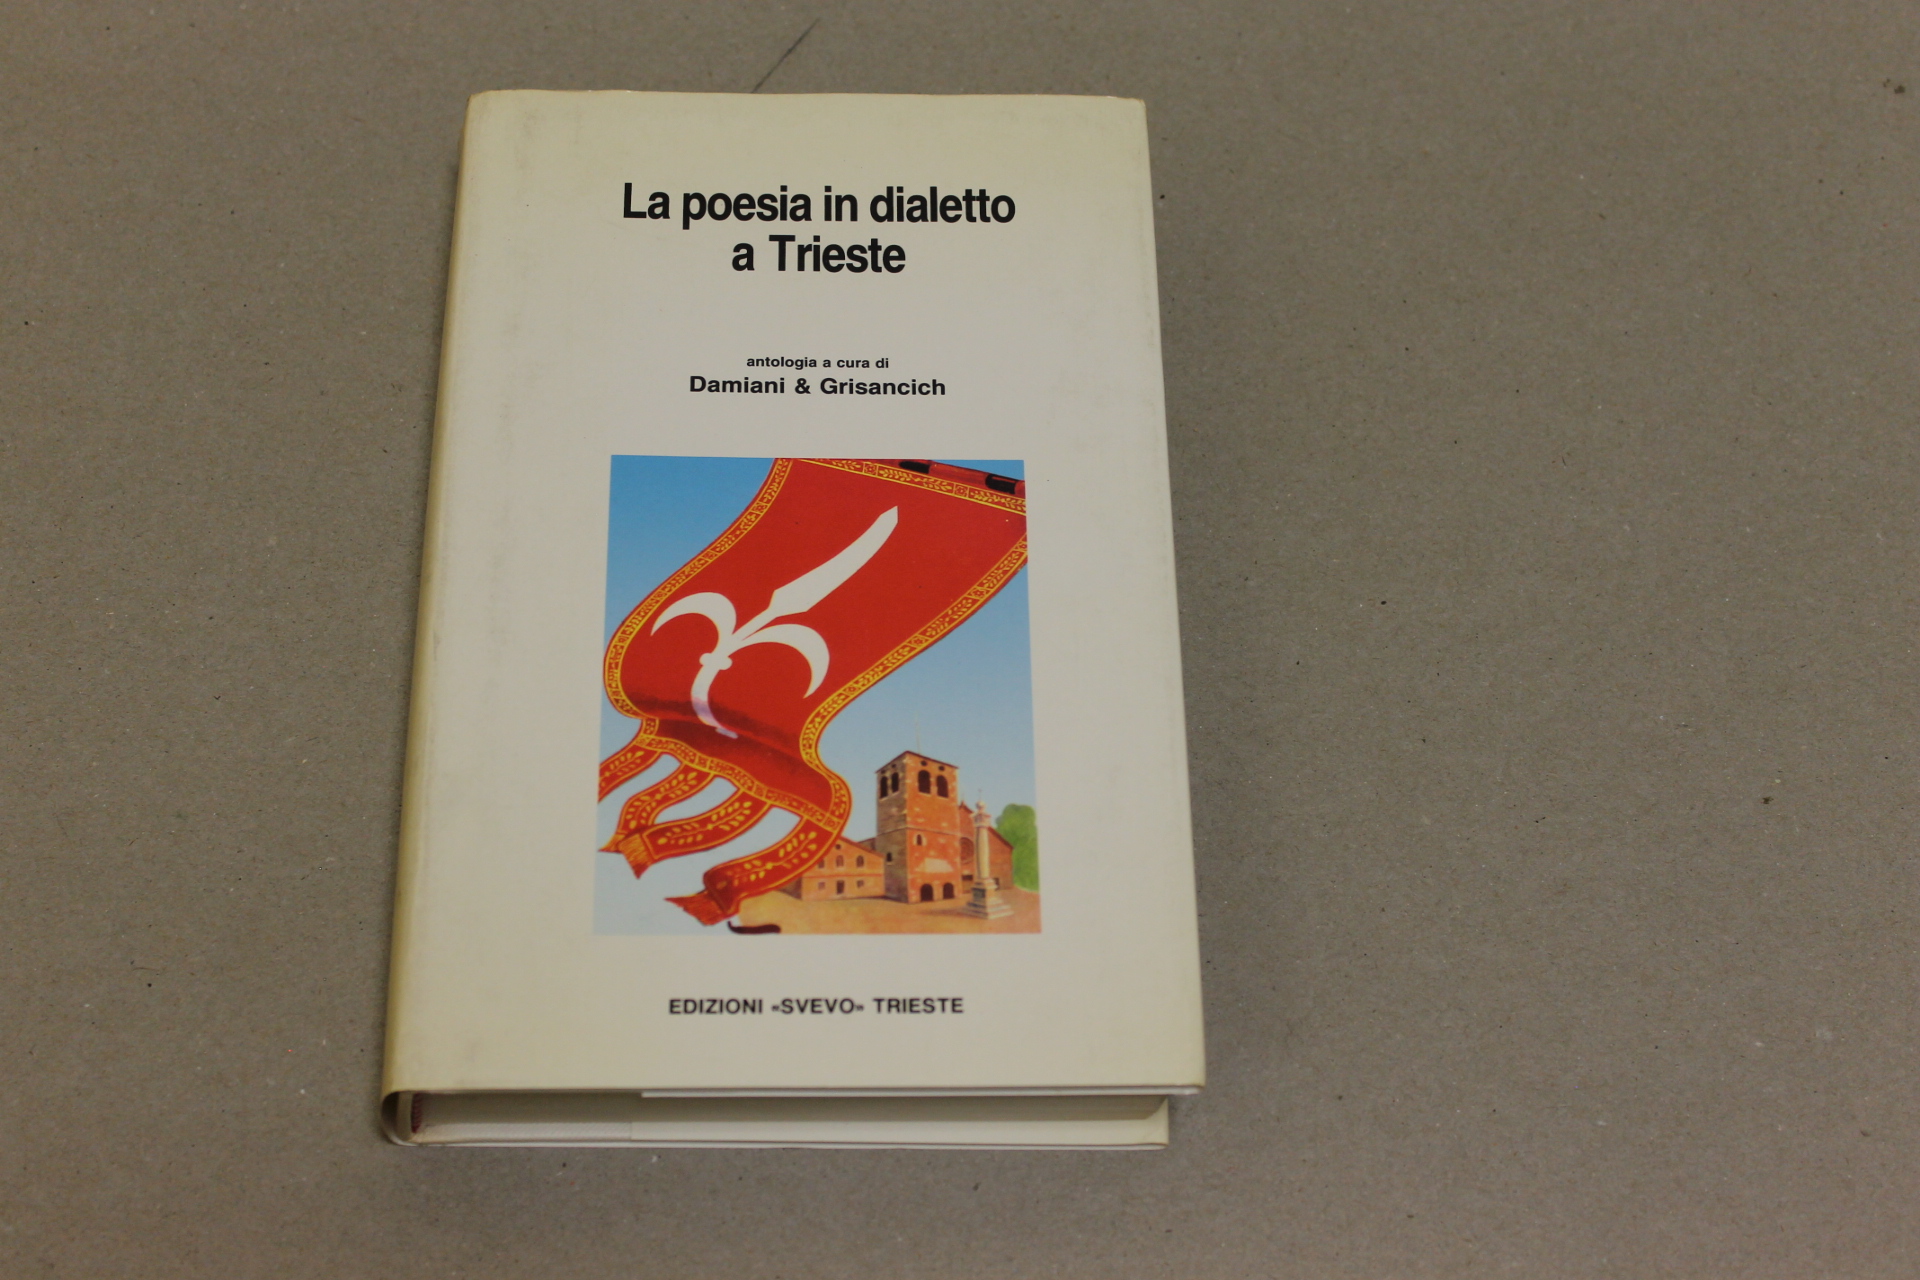 La poesia in dialetto
a Trieste
antologia a cura di
Damiani & Grisancich
EDIZIONI «SVEVO» TRIESTE